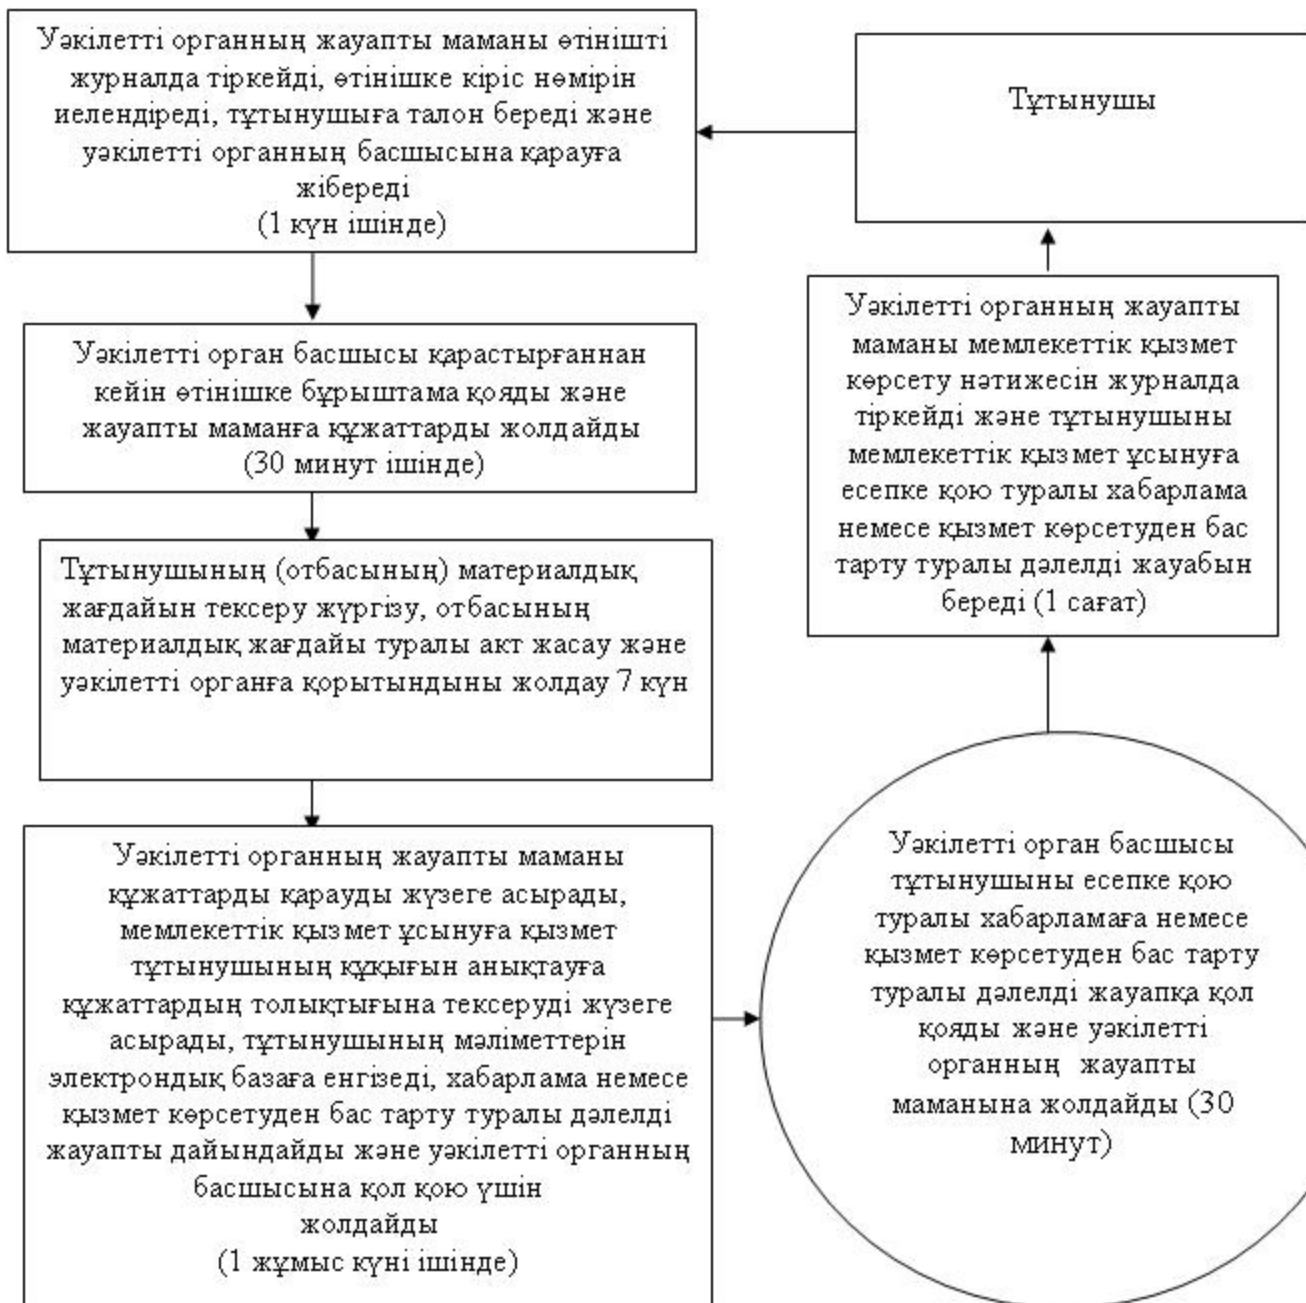 Уәкілетті органның жауапты маманы өтінішті
журналда тіркейді, өтінішке кіріс нөмірін
иелендіреді, тұтынушыға талон береді және
уәкілетті органның басшысына қарауға
жібереді
(1 күн ішінде)
Тұтынушы
Уәкілетті орган басшысы қарастырғаннан
кейін өтінішке бұрыштама қояды және
жауапты маманға құжаттарды жолдайды
(30 минут ішінде)
Уәкілетті органның жауапты
маманы мемлекеттік қызмет
көрсету нәтижесін журналда
тіркейді және тұтынушыны
мемлекеттік қызмет ұсынуға
есепке қою туралы хабарлама
немесе қызмет көрсетуден бас
тарту туралы дәлелді жауабын
береді (1 сағат)
Тұтынушының (отбасының) материалдық
жағдайын тексеру жүргізу, отбасының
материалдық жағдайы туралы акт жасау және
уәкілетті органға қорытындыны жолдау 7 күн
Уәкілетті органның жауапты маманы
құжаттарды қарауды жүзеге асырады,
мемлекеттік қызмет ұсынуға қызмет
тұтынушының құқығын анықтауға
құжаттардың толықтығына тексеруді жүзеге
асырады, тұтынушының мәліметтерін
электрондық базаға енгізеді, хабарлама немесе
қызмет көрсетуден бас тарту туралы дәлелді
жауапты дайындайды және уәкілетті органның
басшысына қол қою үшін
жолдайды
(1 жұмыс күні ішінде)
Уәкілетті орган басшысы
тұтынушыны есепке қою
туралы хабарламаға немесе
қызмет көрсетуден бас тарту
туралы дәлелді жауапқа қол
қояды және уәкілетті
органның жауапты
маманына жолдайды (30
минут)